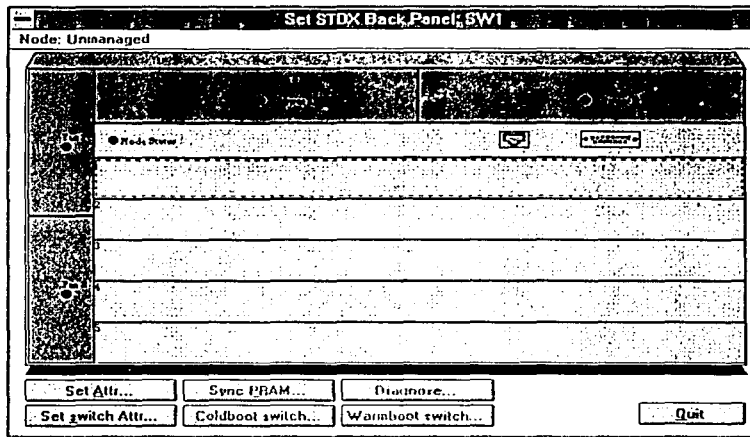 Set STDX Back Panel: SW1
Node: Unmanaged
Node Status
2
3
4
5
Set Attr... Sync PRAM... Diagnose...
Set switch Attr... Coldboot switch... Warmboot switch... Quit